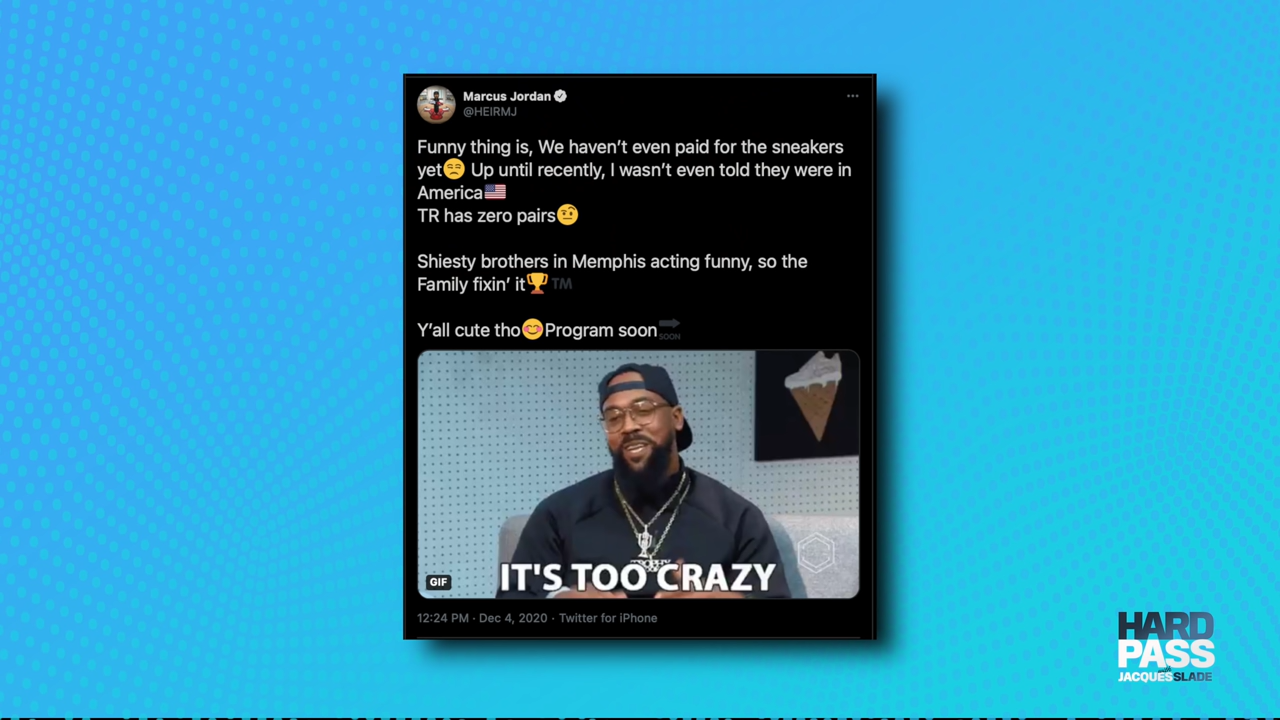 Marcus Jordan
@HEIRMJ
Funny thing is, We haven't even paid for the sneakers
yet😒 Up until recently, I wasn't even told they were in
America🇺🇸
TR has zero pairs🤨
Shiesty brothers in Memphis acting funny, so the
Family fixin' it🏆™️
Y'all cute tho😊Program soon🔜
GIF
TROPHY
IT'S TOO CRAZY
12:24 PM · Dec 4, 2020 · Twitter for iPhone
HARD
PASS
with
JACQUES SLADE